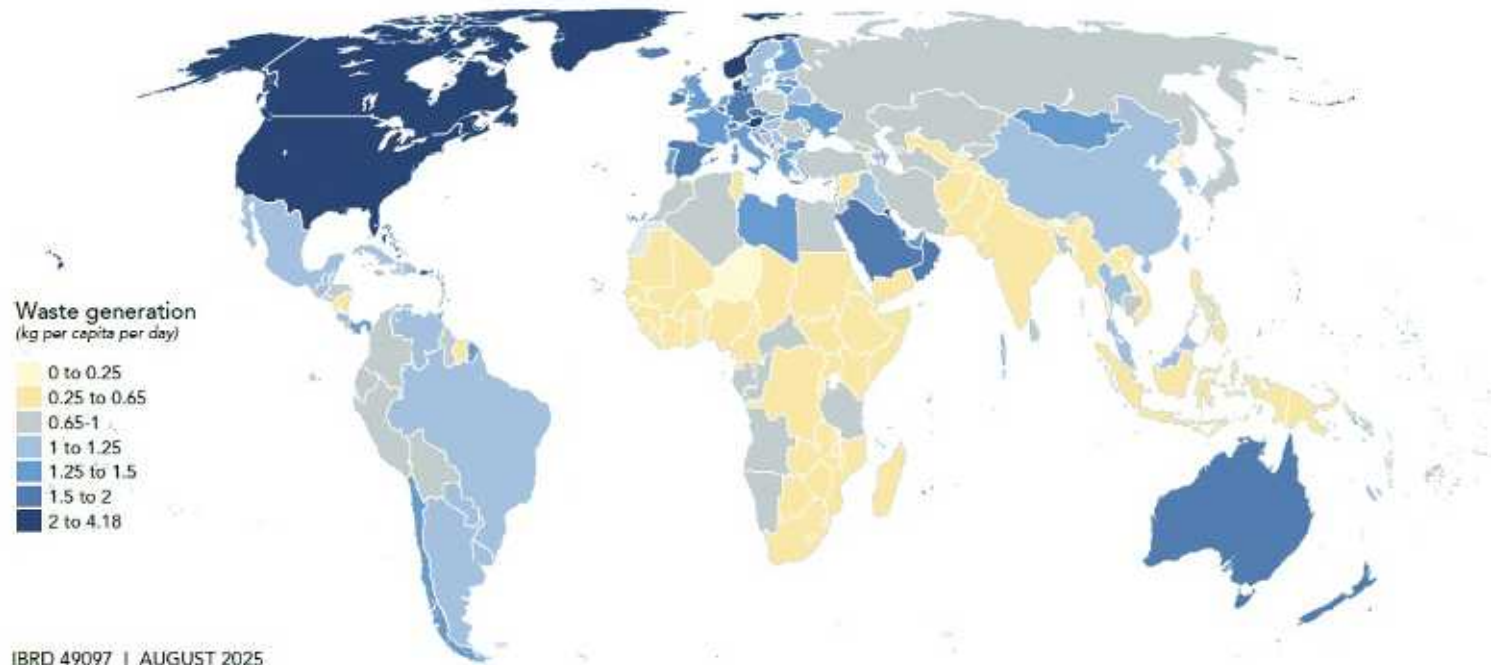 Waste generation
(kg per capita per day)
0 to 0.25
0.25 to 0.65
0.65-1
1 to 1.25
1.25 to 1.5
1.5 to 2
2 to 4.18
IBRD 49097 | AUGUST 2025